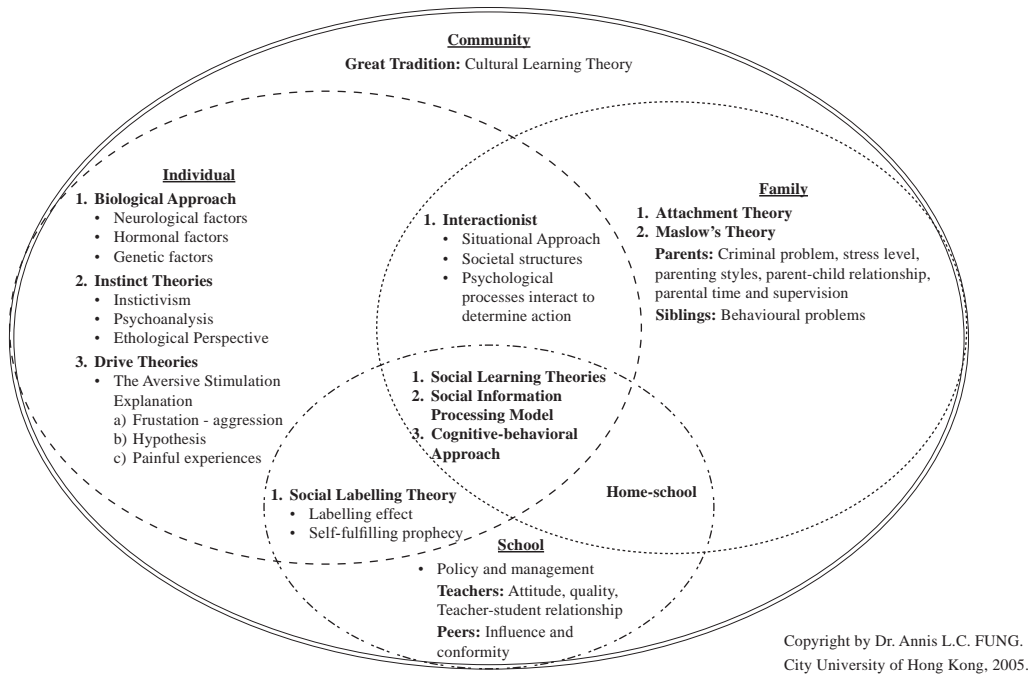 Community
Great Tradition: Cultural Learning Theory
Individual
1. Biological Approach
• Neurological factors
• Hormonal factors
• Genetic factors
2. Instinct Theories
• Instictivism
• Psychoanalysis
• Ethological Perspective
3. Drive Theories
• The Aversive Stimulation
Explanation
a) Frustation - aggression
b) Hypothesis
c) Painful experiences
1. Interactionist
• Situational Approach
• Societal structures
• Psychological
processes interact to
determine action
Family
1. Attachment Theory
2. Maslow's Theory
Parents: Criminal problem, stress level,
parenting styles, parent-child relationship,
parental time and supervision
Siblings: Behavioural problems
1. Social Learning Theories
2. Social Information
Processing Model
3. Cognitive-behavioral
Approach
1. Social Labelling Theory
• Labelling effect
• Self-fulfilling prophecy
Home-school
School
• Policy and management
Teachers: Attitude, quality,
Teacher-student relationship
Peers: Influence and
conformity
Copyright by Dr. Annis L.C. FUNG.
City University of Hong Kong, 2005.